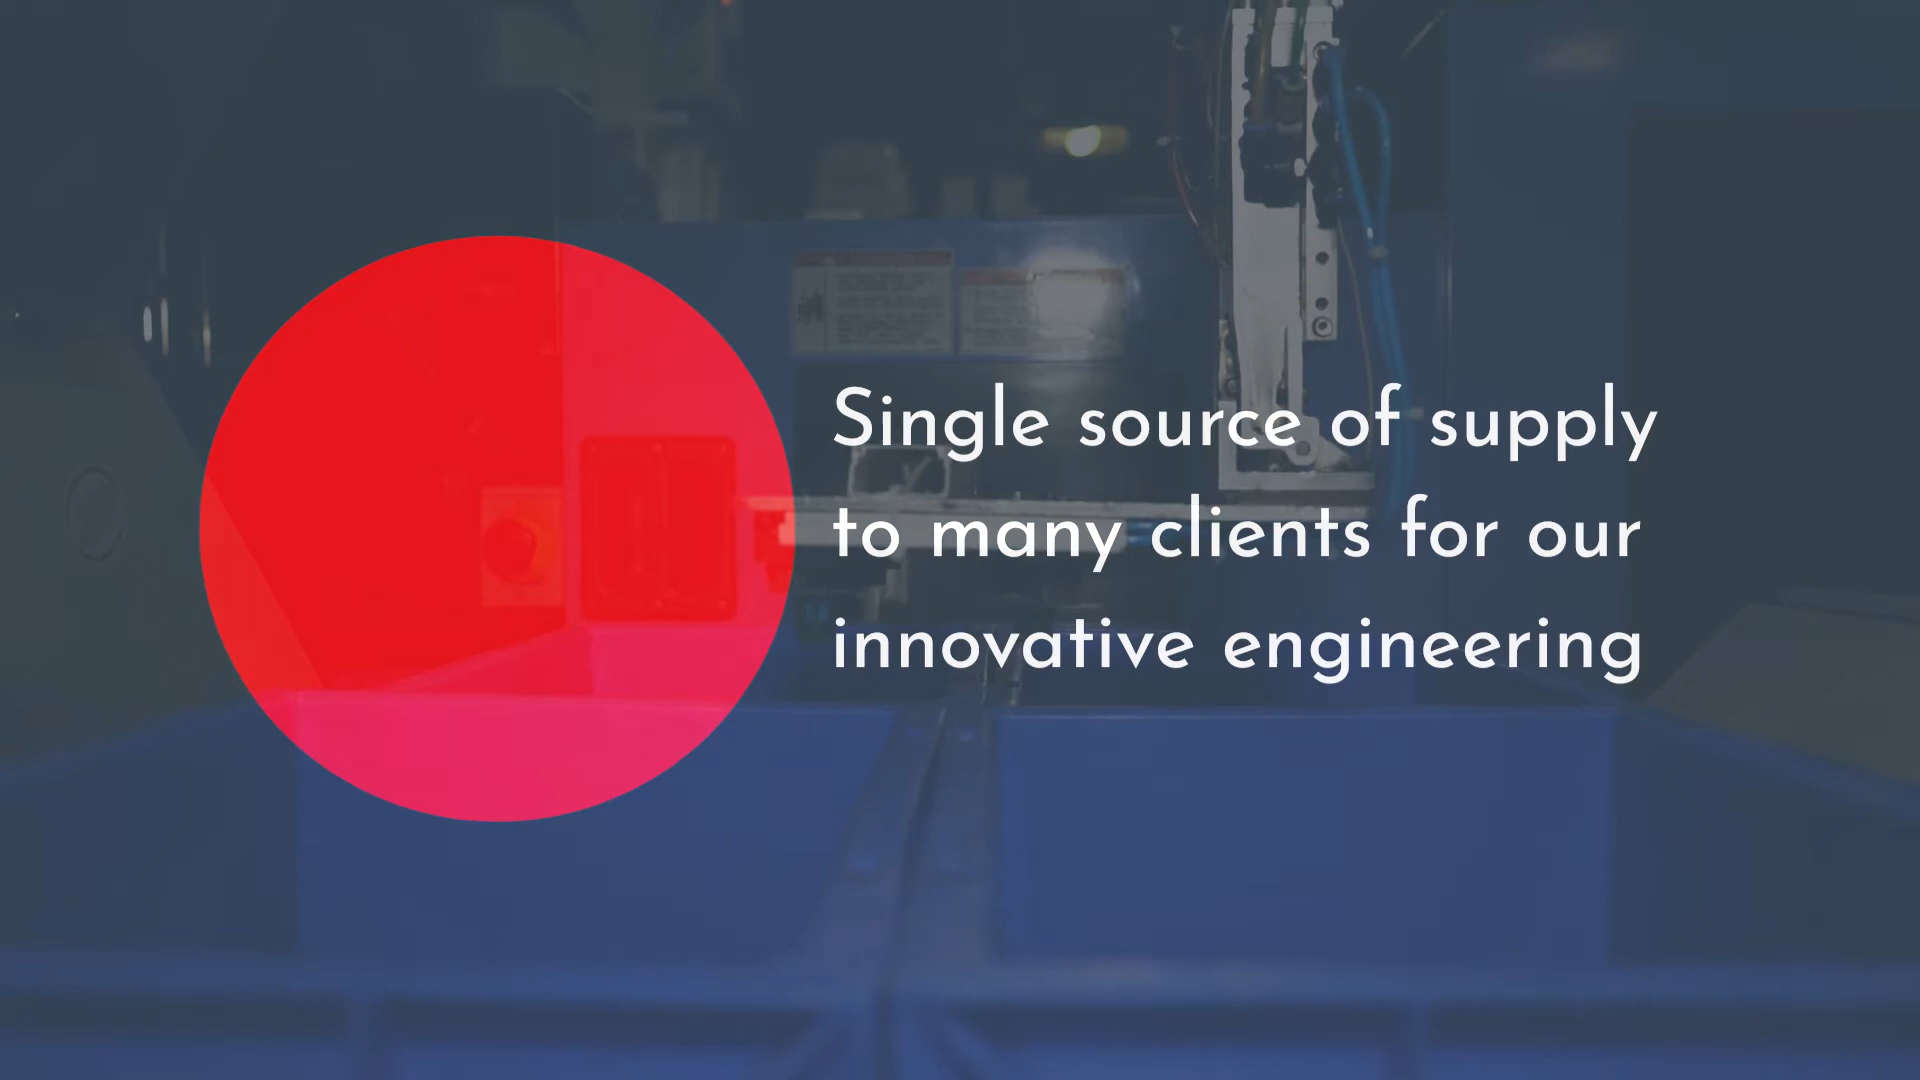 Single source of supply
to many clients for our
innovative engineering